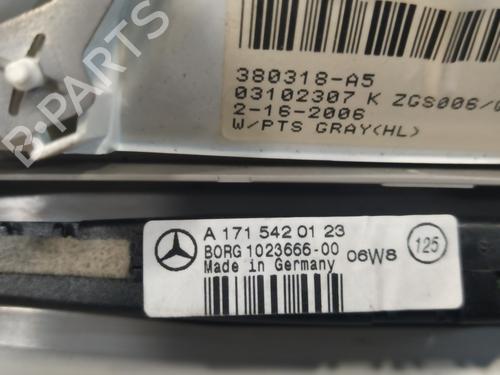 B-PARTS
380318-A5
03102307 K ZGS006/
2-16-2006
W/PTS GRAY(HL)
A 171 542 01 23
BORG 1023666-00
Made in Germany
06W8
125